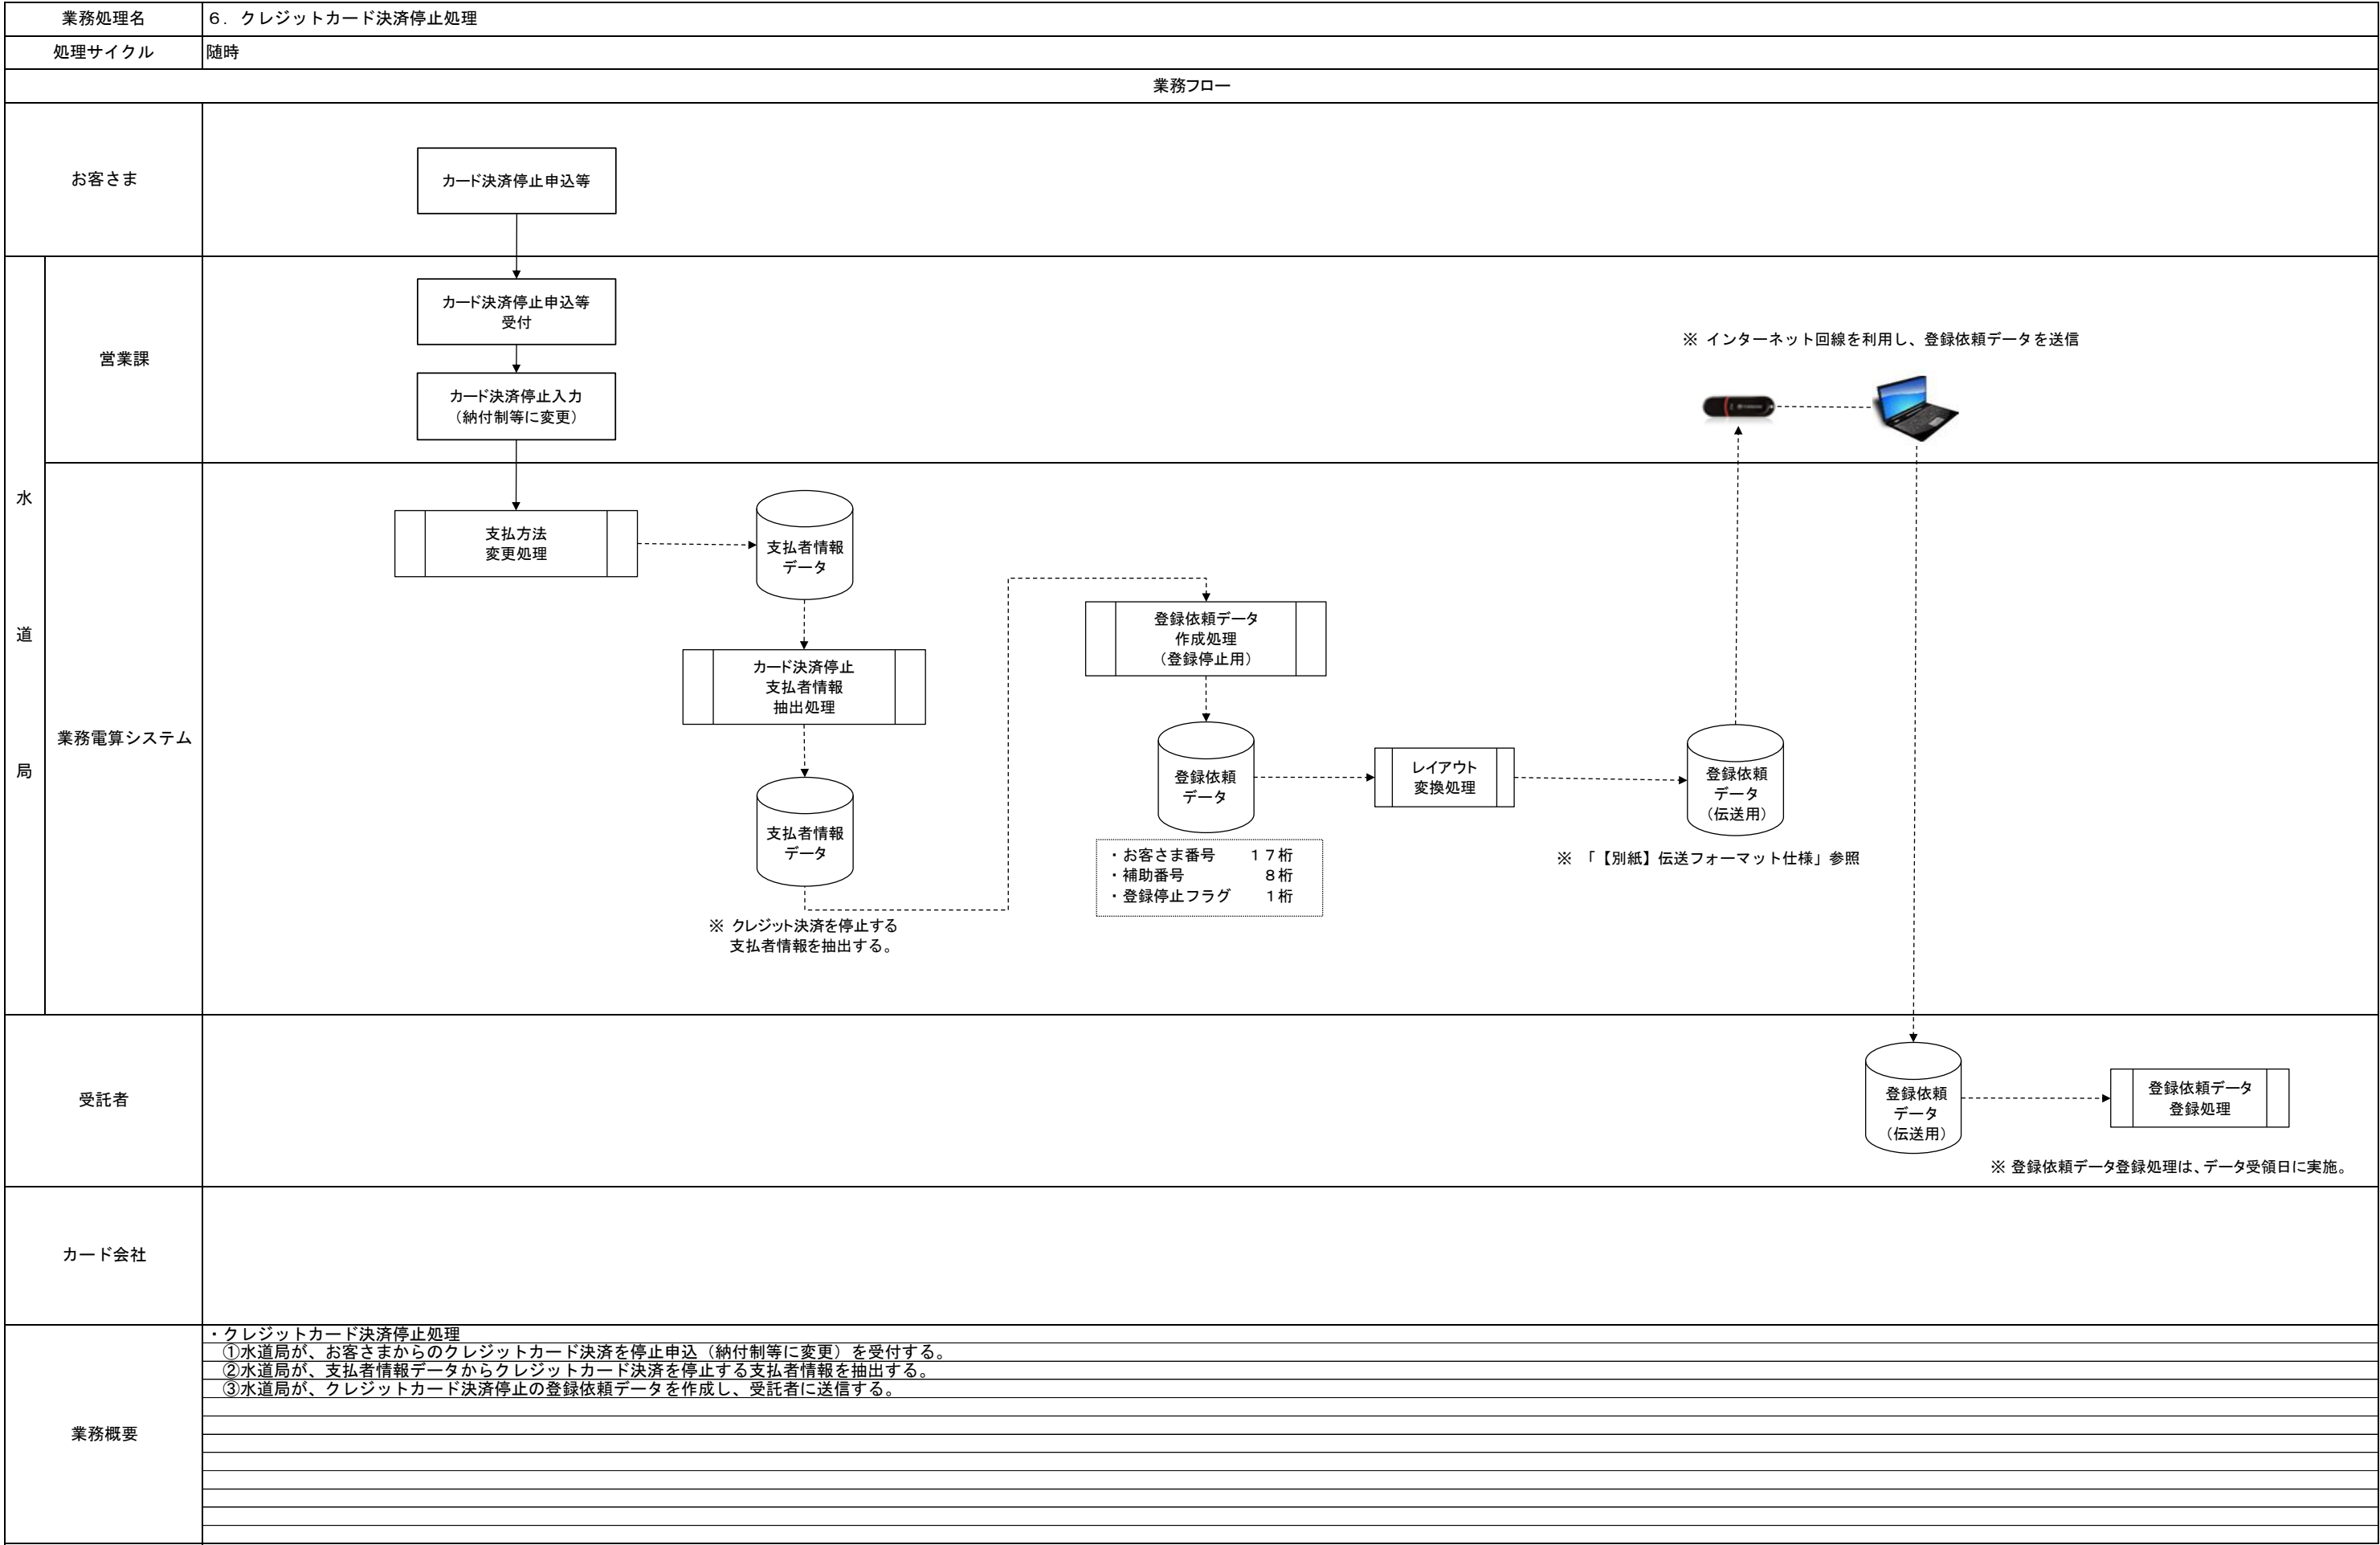 業務処理名
６．クレジットカード決済停止処理
処理サイクル
随時
業務フロー
お客さま
カード決済停止申込等
水
道
局
営業課
カード決済停止申込等
受付
カード決済停止入力
（納付制等に変更）
※ インターネット回線を利用し、登録依頼データを送信
業務電算システム
支払方法
変更処理
支払者情報
データ
カード決済停止
支払者情報
抽出処理
支払者情報
データ
※ クレジット決済を停止する
支払者情報を抽出する。
登録依頼データ
作成処理
（登録停止用）
登録依頼
データ
・お客さま番号　１７桁
・補助番号　８桁
・登録停止フラグ　１桁
レイアウト
変換処理
登録依頼
データ
（伝送用）
※ 「【別紙】伝送フォーマット仕様」参照
受託者
登録依頼
データ
（伝送用）
登録依頼データ
登録処理
※ 登録依頼データ登録処理は、データ受領日に実施。
カード会社
業務概要
・クレジットカード決済停止処理
①水道局が、お客さまからのクレジットカード決済を停止申込（納付制等に変更）を受付する。
②水道局が、支払者情報データからクレジットカード決済を停止する支払者情報を抽出する。
③水道局が、クレジットカード決済停止の登録依頼データを作成し、受託者に送信する。